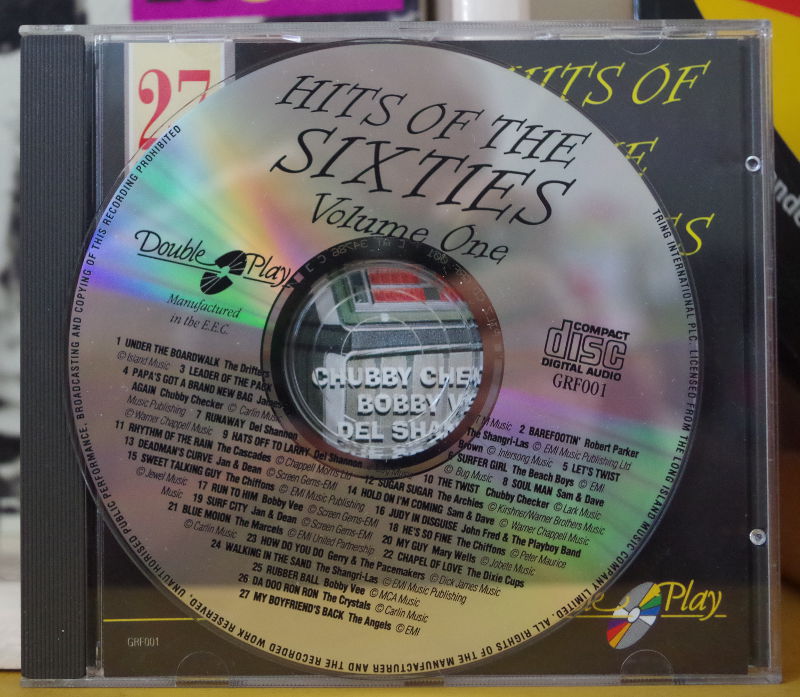 27
HITS OF
HITS OF THE
SIXTIES
Volume One
Double Play
Manufactured
in the E.E.C.
COMPACT
disc
DIGITAL AUDIO
GRF001
CHUBBY CHE
BOBBY V
DEL SHA
1 UNDER THE BOARDWALK The Drifters 2 BAREFOOTIN' Robert Parker
© Island Music 3 LEADER OF THE PACK The Shangri-Las © EMI Music Publishing Ltd
4 PAPA'S GOT A BRAND NEW BAG James Brown © Intersong Music 5 LET'S TWIST
AGAIN Chubby Checker © Carlin Music 6 SURFER GIRL The Beach Boys © EMI
Music Publishing 7 RUNAWAY Del Shannon © Bug Music 8 SOUL MAN Sam & Dave
© Warner Chappell Music 9 HATS OFF TO LARRY Del Shannon 10 THE TWIST Chubby Checker © Lark Music
11 RHYTHM OF THE RAIN The Cascades © Chappell Morris Ltd 12 SUGAR SUGAR The Archies © Kirshner/Warner Brothers Music
13 DEADMAN'S CURVE Jan & Dean © Screen Gems-EMI 14 HOLD ON I'M COMING Sam & Dave © Warner Chappell Music
15 SWEET TALKING GUY The Chiffons © EMI Music Publishing 16 JUDY IN DISGUISE John Fred & The Playboy Band
© Jewel Music 17 RUN TO HIM Bobby Vee © Screen Gems-EMI 18 HE'S SO FINE The Chiffons © Peter Maurice
Music 19 SURF CITY Jan & Dean © Screen Gems-EMI 20 MY GUY Mary Wells © Jobete Music
21 BLUE MOION The Marcels © EMI United Partnership 22 CHAPEL OF LOVE The Dixie Cups
© Carlin Music 23 HOW DO YOU DO Gerry & The Pacemakers © Dick James Music
24 WALKING IN THE SAND The Shangri-Las © EMI Music Publishing
25 RUBBER BALL Bobby Vee © MCA Music
26 DA DOO RON RON The Crystals © Carlin Music
27 MY BOYFRIEND'S BACK The Angels © EMI
TRING INTERNATIONAL PLC. LICENSED FROM THE LONG ISLAND MUSIC COMPANY LIMITED. ALL RIGHTS OF THE MANUFACTURER AND THE RECORDED WORK RESERVED. UNAUTHORISED PUBLIC PERFORMANCE, BROADCASTING AND COPYING OF THIS RECORDING PROHIBITED
Play
GRF001